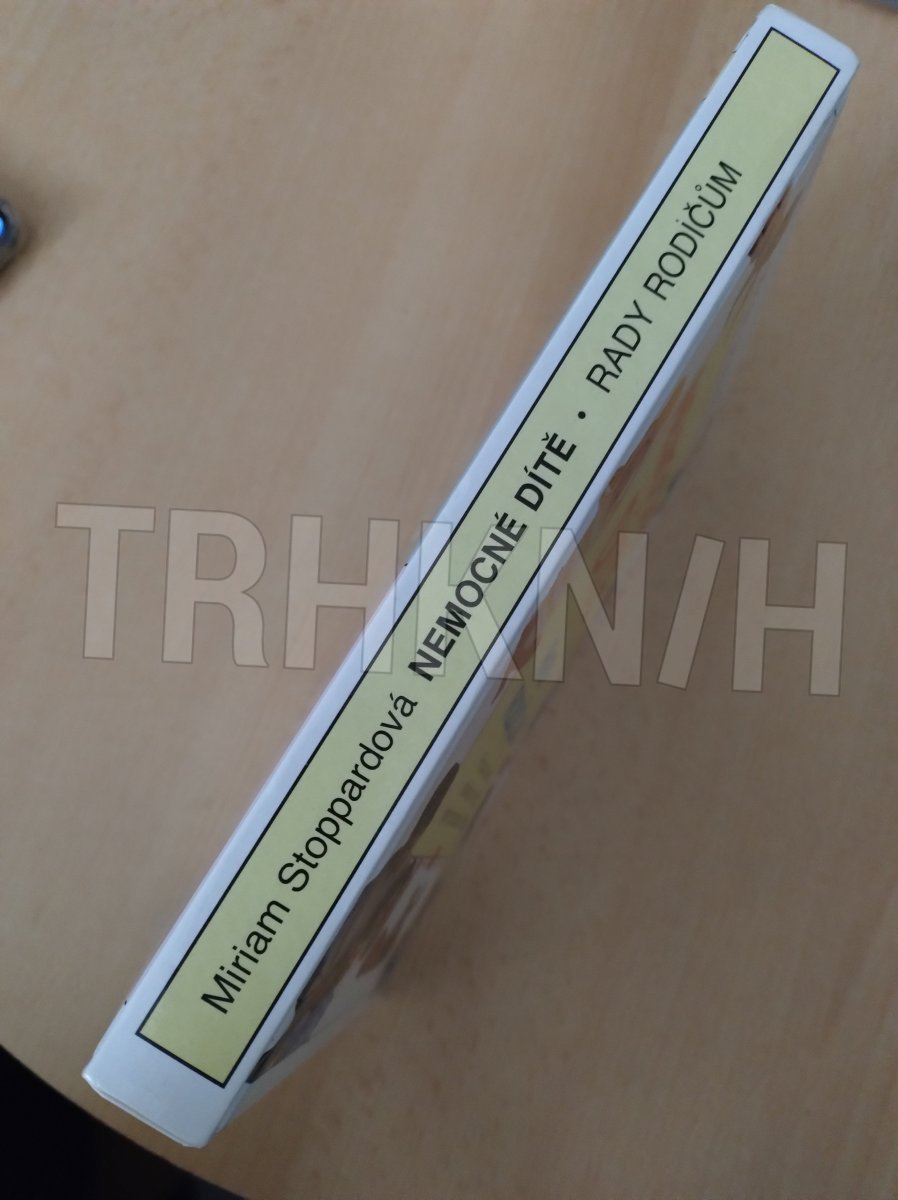 Miriam Stoppardová NEMOCNÉ DÍTĚ · RADY RODIČŮM
TRHKNIH